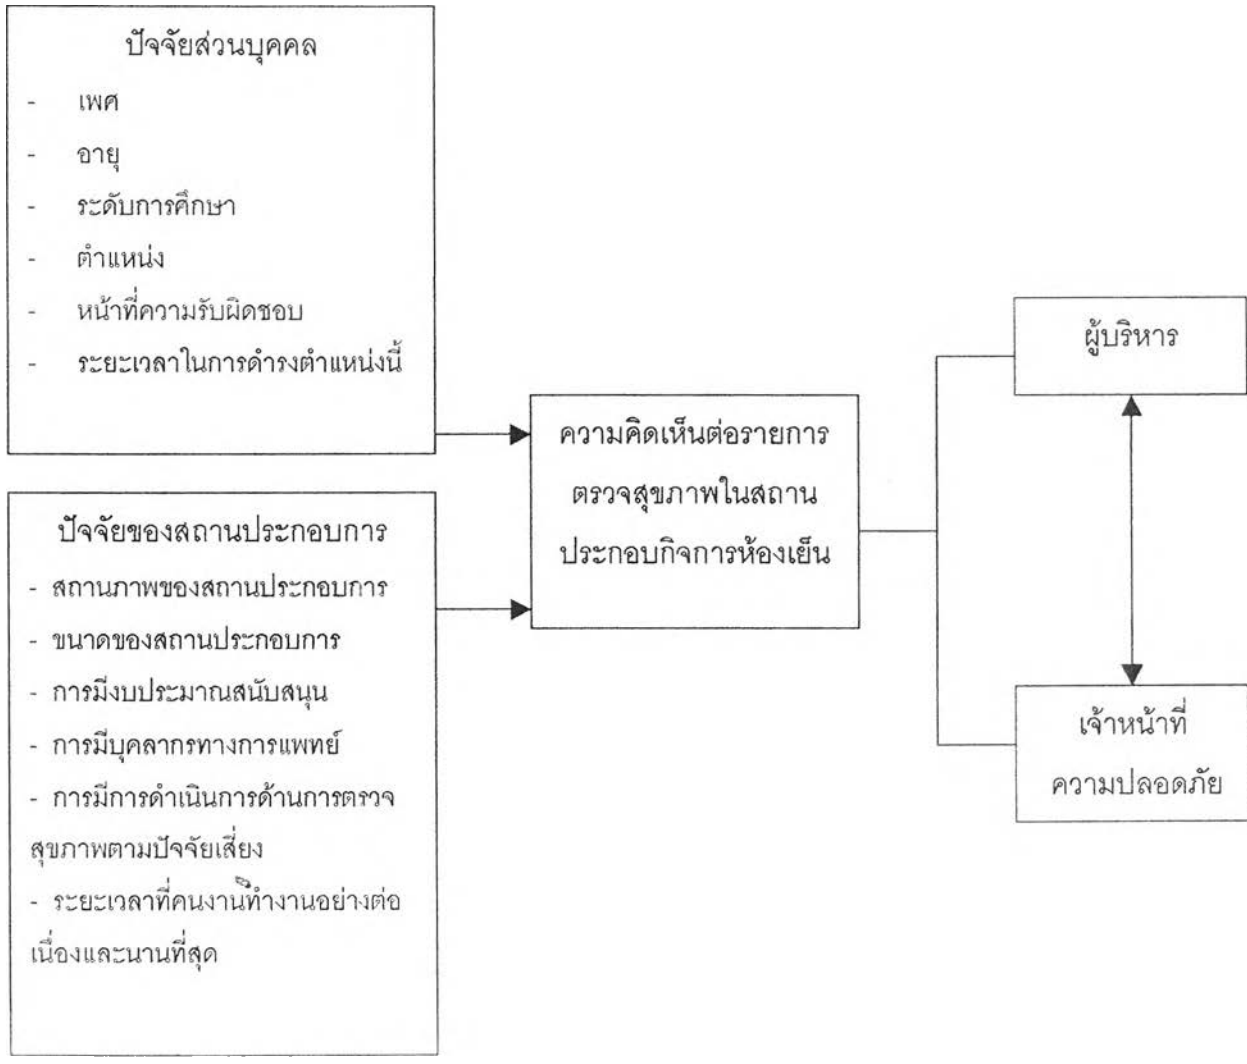 ปัจจัยส่วนบุคคล
- เพศ
- อายุ
- ระดับการศึกษา
- ตำแหน่ง
- หน้าที่ความรับผิดชอบ
- ระยะเวลาในการดำรงตำแหน่งนี้
ปัจจัยของสถานประกอบการ
- สถานภาพของสถานประกอบการ
- ขนาดของสถานประกอบการ
- การมีงบประมาณสนับสนุน
- การมีบุคลากรทางการแพทย์
- การมีการดำเนินการด้านการตรวจ
สุขภาพตามปัจจัยเสี่ยง
- ระยะเวลาที่คนงานทำงานอย่างต่อ
เนื่องและนานที่สุด
ความคิดเห็นต่อรายการ
ตรวจสุขภาพในสถาน
ประกอบกิจการห้องเย็น
ผู้บริหาร
เจ้าหน้าที่
ความปลอดภัย